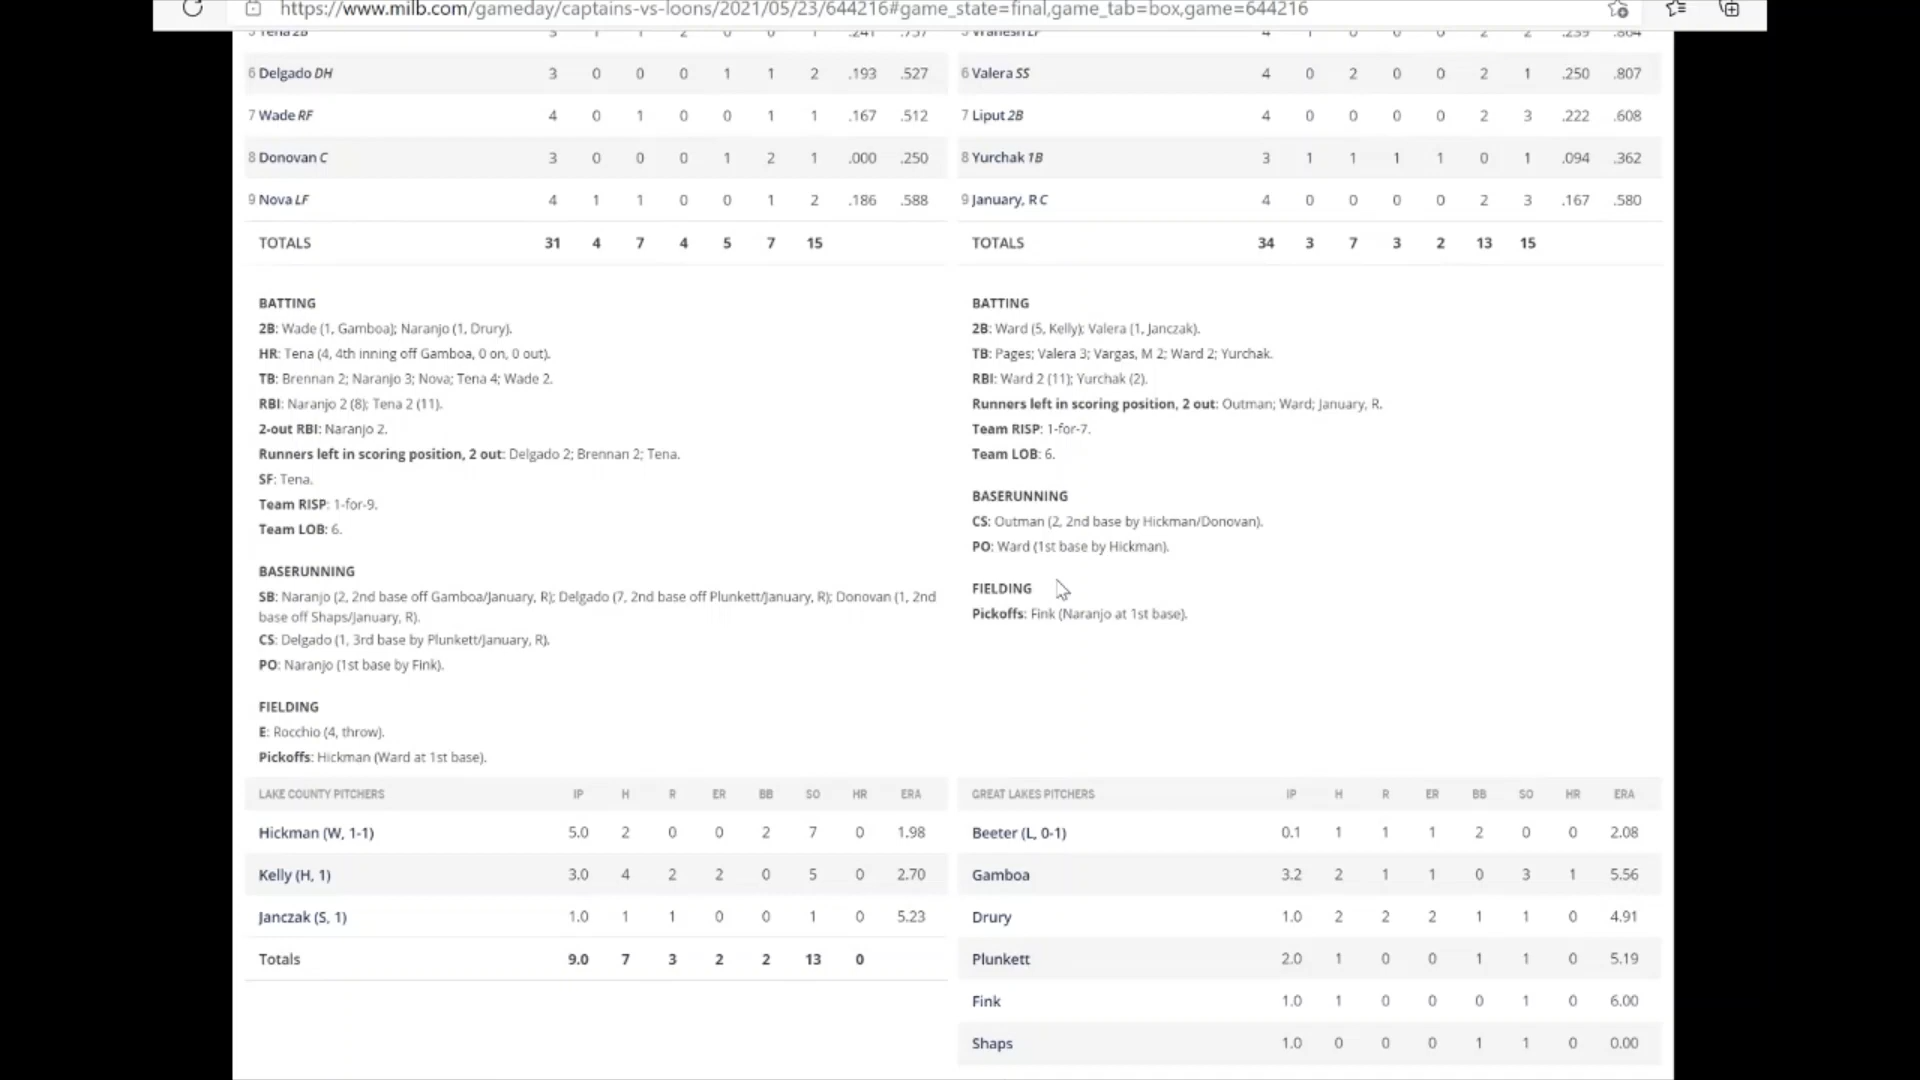 https://www.milb.com/gameday/captains-vs-loons/2021/05/23/644216#game_state=final,game_tab=box,game=644216
6 Delgado DH 3 0 0 0 1 1 2 .193 .527
7 Wade RF 4 0 1 0 0 1 1 .167 .512
8 Donovan C 3 0 0 0 1 2 1 .000 .250
9 Nova LF 4 1 1 0 0 1 2 .186 .588
TOTALS 31 4 7 4 5 7 15
BATTING
2B: Wade (1, Gamboa); Naranjo (1, Drury).
HR: Tena (4, 4th inning off Gamboa, 0 on, 0 out).
TB: Brennan 2; Naranjo 3; Nova; Tena 4; Wade 2.
RBI: Naranjo 2 (8); Tena 2 (11).
2-out RBI: Naranjo 2.
Runners left in scoring position, 2 out: Delgado 2; Brennan 2; Tena.
SF: Tena.
Team RISP: 1-for-9.
Team LOB: 6.
BASERUNNING
SB: Naranjo (2, 2nd base off Gamboa/January, R); Delgado (7, 2nd base off Plunkett/January, R); Donovan (1, 2nd
base off Shaps/January, R).
CS: Delgado (1, 3rd base by Plunkett/January, R).
PO: Naranjo (1st base by Fink).
FIELDING
E: Rocchio (4, throw).
Pickoffs: Hickman (Ward at 1st base).
LAKE COUNTY PITCHERS IP H R ER BB SO HR ERA
Hickman (W, 1-1) 5.0 2 0 0 2 7 0 1.98
Kelly (H, 1) 3.0 4 2 2 0 5 0 2.70
Janczak (S, 1) 1.0 1 1 0 0 1 0 5.23
Totals 9.0 7 3 2 2 13 0
6 Valera SS 4 0 2 0 0 2 1 .250 .807
7 Liput 2B 4 0 0 0 0 2 3 .222 .608
8 Yurchak 1B 3 1 1 1 1 0 1 .094 .362
9 January, R C 4 0 0 0 0 2 3 .167 .580
TOTALS 34 3 7 3 2 13 15
BATTING
2B: Ward (5, Kelly); Valera (1, Janczak).
TB: Pages; Valera 3; Vargas, M 2; Ward 2; Yurchak.
RBI: Ward 2 (11); Yurchak (2).
Runners left in scoring position, 2 out: Outman; Ward; January, R.
Team RISP: 1-for-7.
Team LOB: 6.
BASERUNNING
CS: Outman (2, 2nd base by Hickman/Donovan).
PO: Ward (1st base by Hickman).
FIELDING
Pickoffs: Fink (Naranjo at 1st base).
GREAT LAKES PITCHERS IP H R ER BB SO HR ERA
Beeter (L, 0-1) 0.1 1 1 1 2 0 0 2.08
Gamboa 3.2 2 1 1 0 3 1 5.56
Drury 1.0 2 2 2 1 1 0 4.91
Plunkett 2.0 1 0 0 1 1 0 5.19
Fink 1.0 1 0 0 0 1 0 6.00
Shaps 1.0 0 0 0 1 1 0 0.00